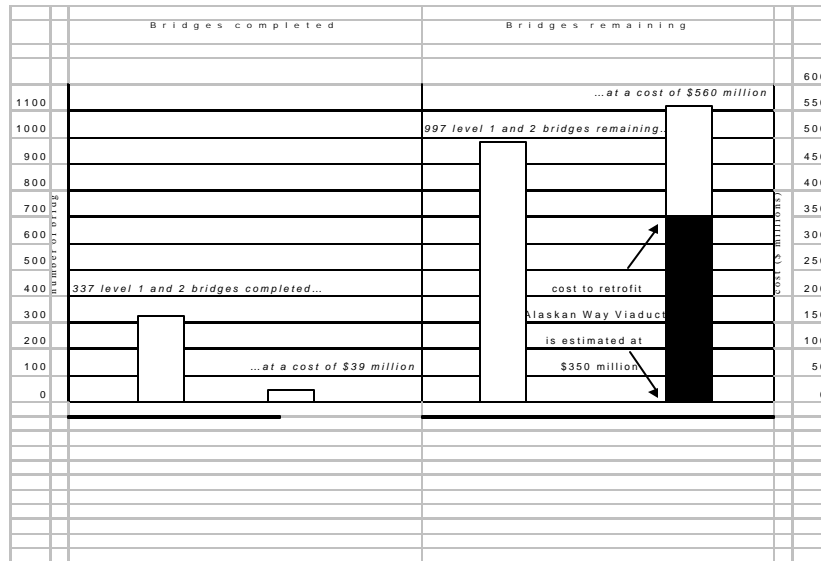 Bridges completed
Bridges remaining
…at a cost of $560 million
997 level 1 and 2 bridges remaining..
337 level 1 and 2 bridges completed…
…at a cost of $39 million
cost to retrofit
Alaskan Way Viaduct
is estimated at
$350 million
1100
1000
900
800
700
600
500
400
300
200
100
0
number of
cost ($ millions)